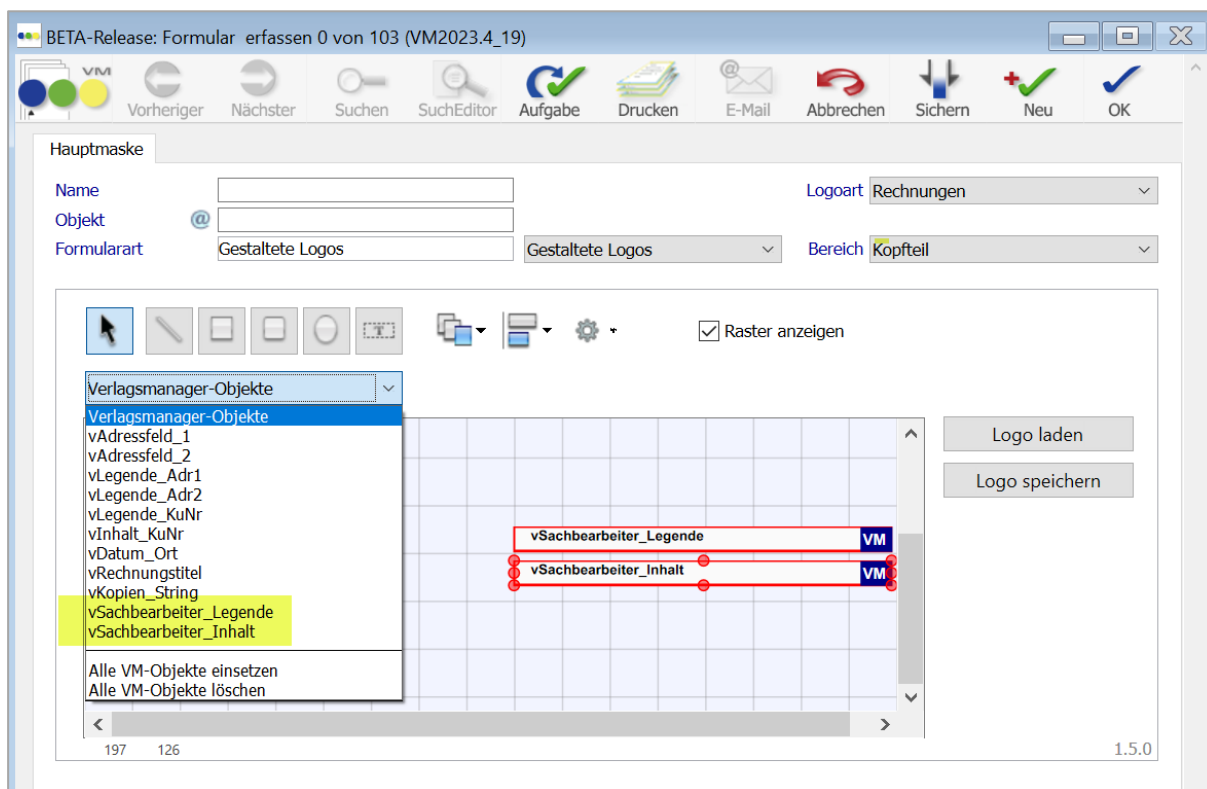 BETA-Release: Formular erfassen 0 von 103 (VM2023.4_19)
VM
Vorheriger Nächster Suchen SuchEditor Aufgabe Drucken E-Mail Abbrechen Sichern Neu OK
Hauptmaske
Name Logoart Rechnungen
Objekt @
Formularart Gestaltete Logos Gestaltete Logos Bereich Kopfteil
T Raster anzeigen
Verlagsmanager-Objekte
Verlagsmanager-Objekte
vAdressfeld_1
vAdressfeld_2
vLegende_Adr1
vLegende_Adr2
vLegende_KuNr
vInhalt_KuNr
vDatum_Ort
vRechnungstitel
vKopien_String
vSachbearbeiter_Legende
vSachbearbeiter_Inhalt
Alle VM-Objekte einsetzen
Alle VM-Objekte löschen
vSachbearbeiter_Legende VM
vSachbearbeiter_Inhalt VM
Logo laden
Logo speichern
197 126 1.5.0